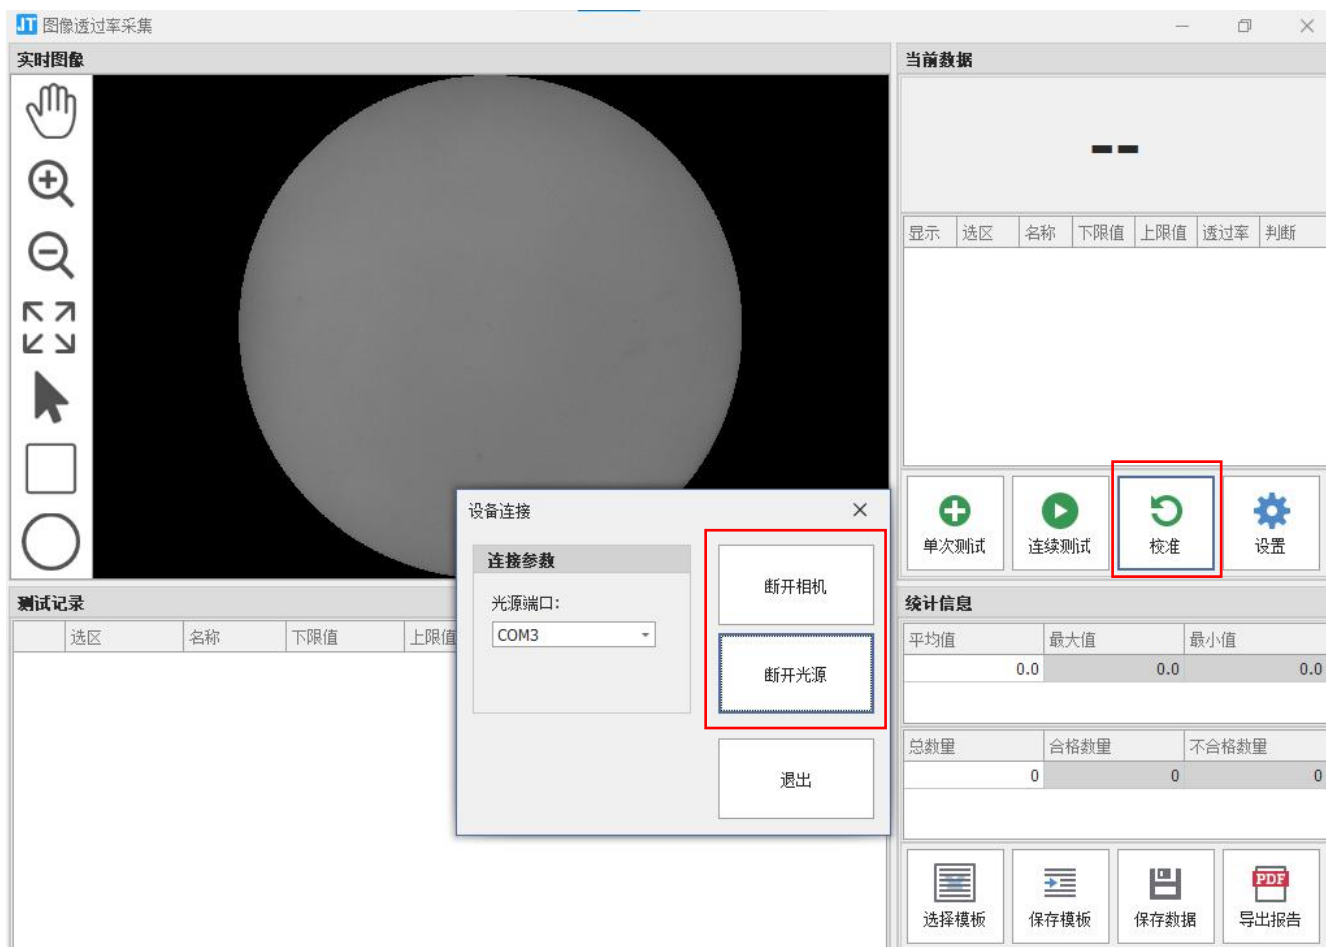 JT 图像透过率采集
实时图像
当前数据
--
显示 选区 名称 下限值 上限值 透过率 判断
单次测试 连续测试 校准 设置
设备连接
连接参数
光源端口:
COM3
断开相机
断开光源
退出
测试记录
选区 名称 下限值 上限值
统计信息
平均值 最大值 最小值
0.0 0.0 0.0
总数量 合格数量 不合格数量
0 0 0
选择模板 保存模板 保存数据 PDF 导出报告